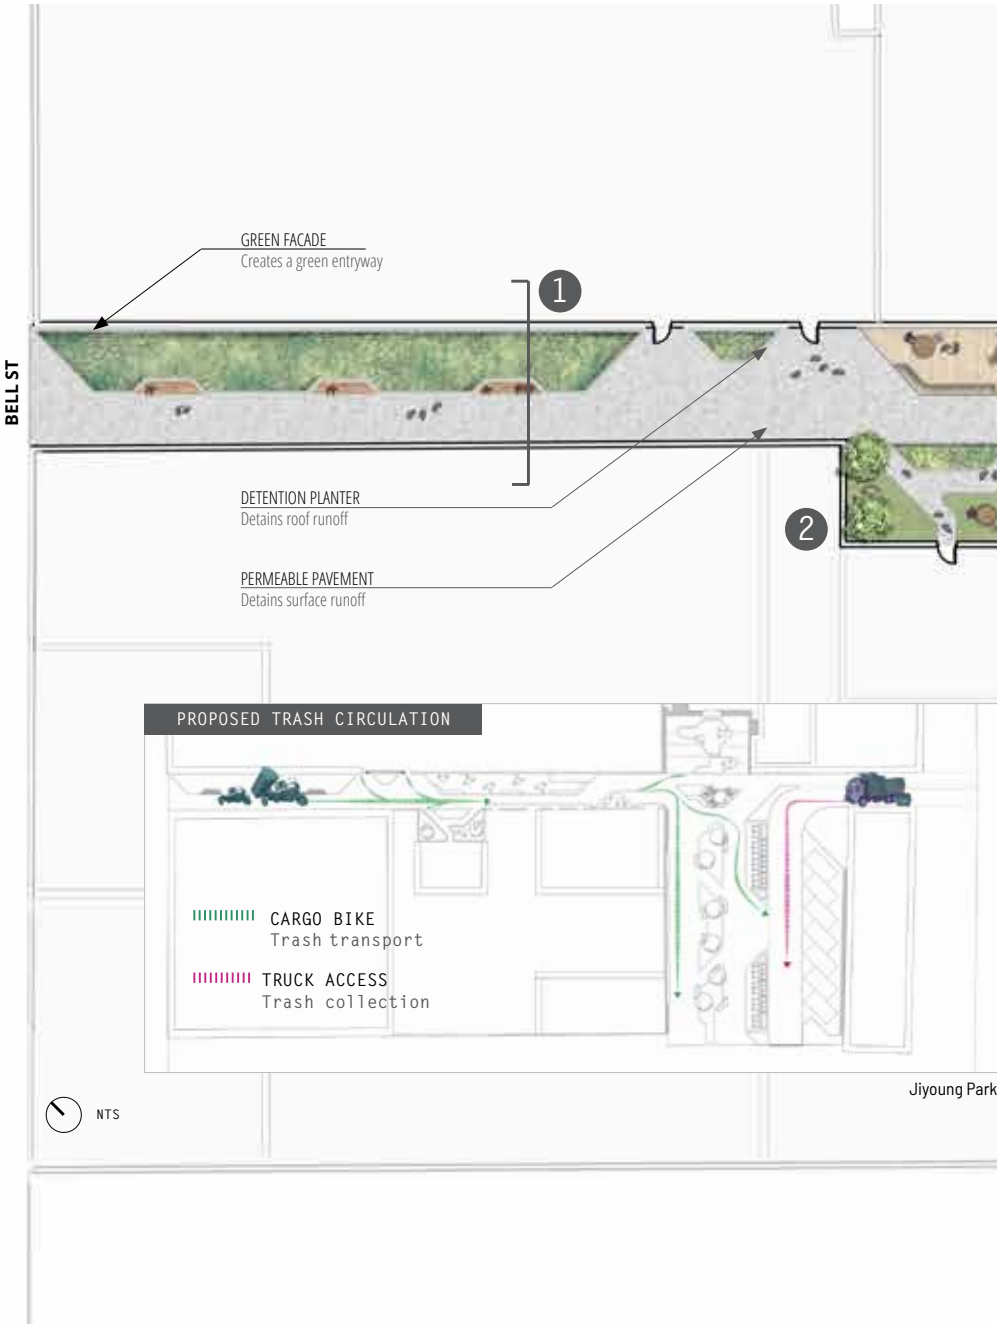 GREEN FACADE
Creates a green entryway
1
BELL ST
DETENTION PLANTER
Detains roof runoff
2
PERMEABLE PAVEMENT
Detains surface runoff
PROPOSED TRASH CIRCULATION
CARGO BIKE
Trash transport
TRUCK ACCESS
Trash collection
Jiyoung Park
NTS